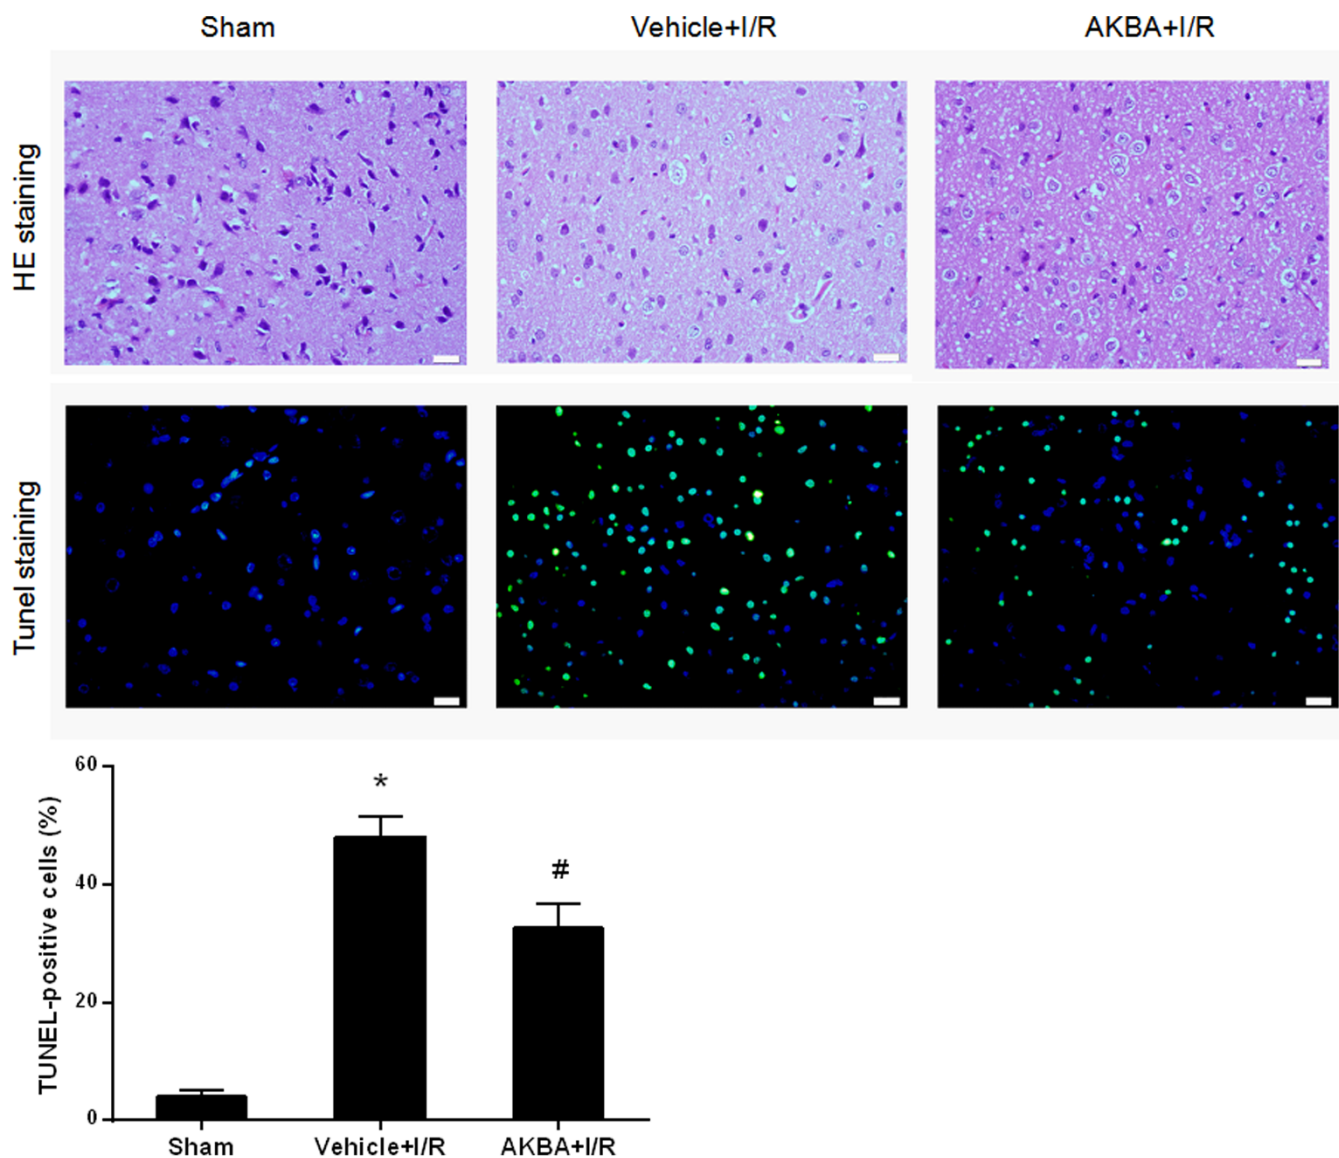 Sham Vehicle+I/R AKBA+I/R
HE staining
Tunel staining
TUNEL-positive cells (%)
60
40
20
0
*
#
Sham Vehicle+I/R AKBA+I/R